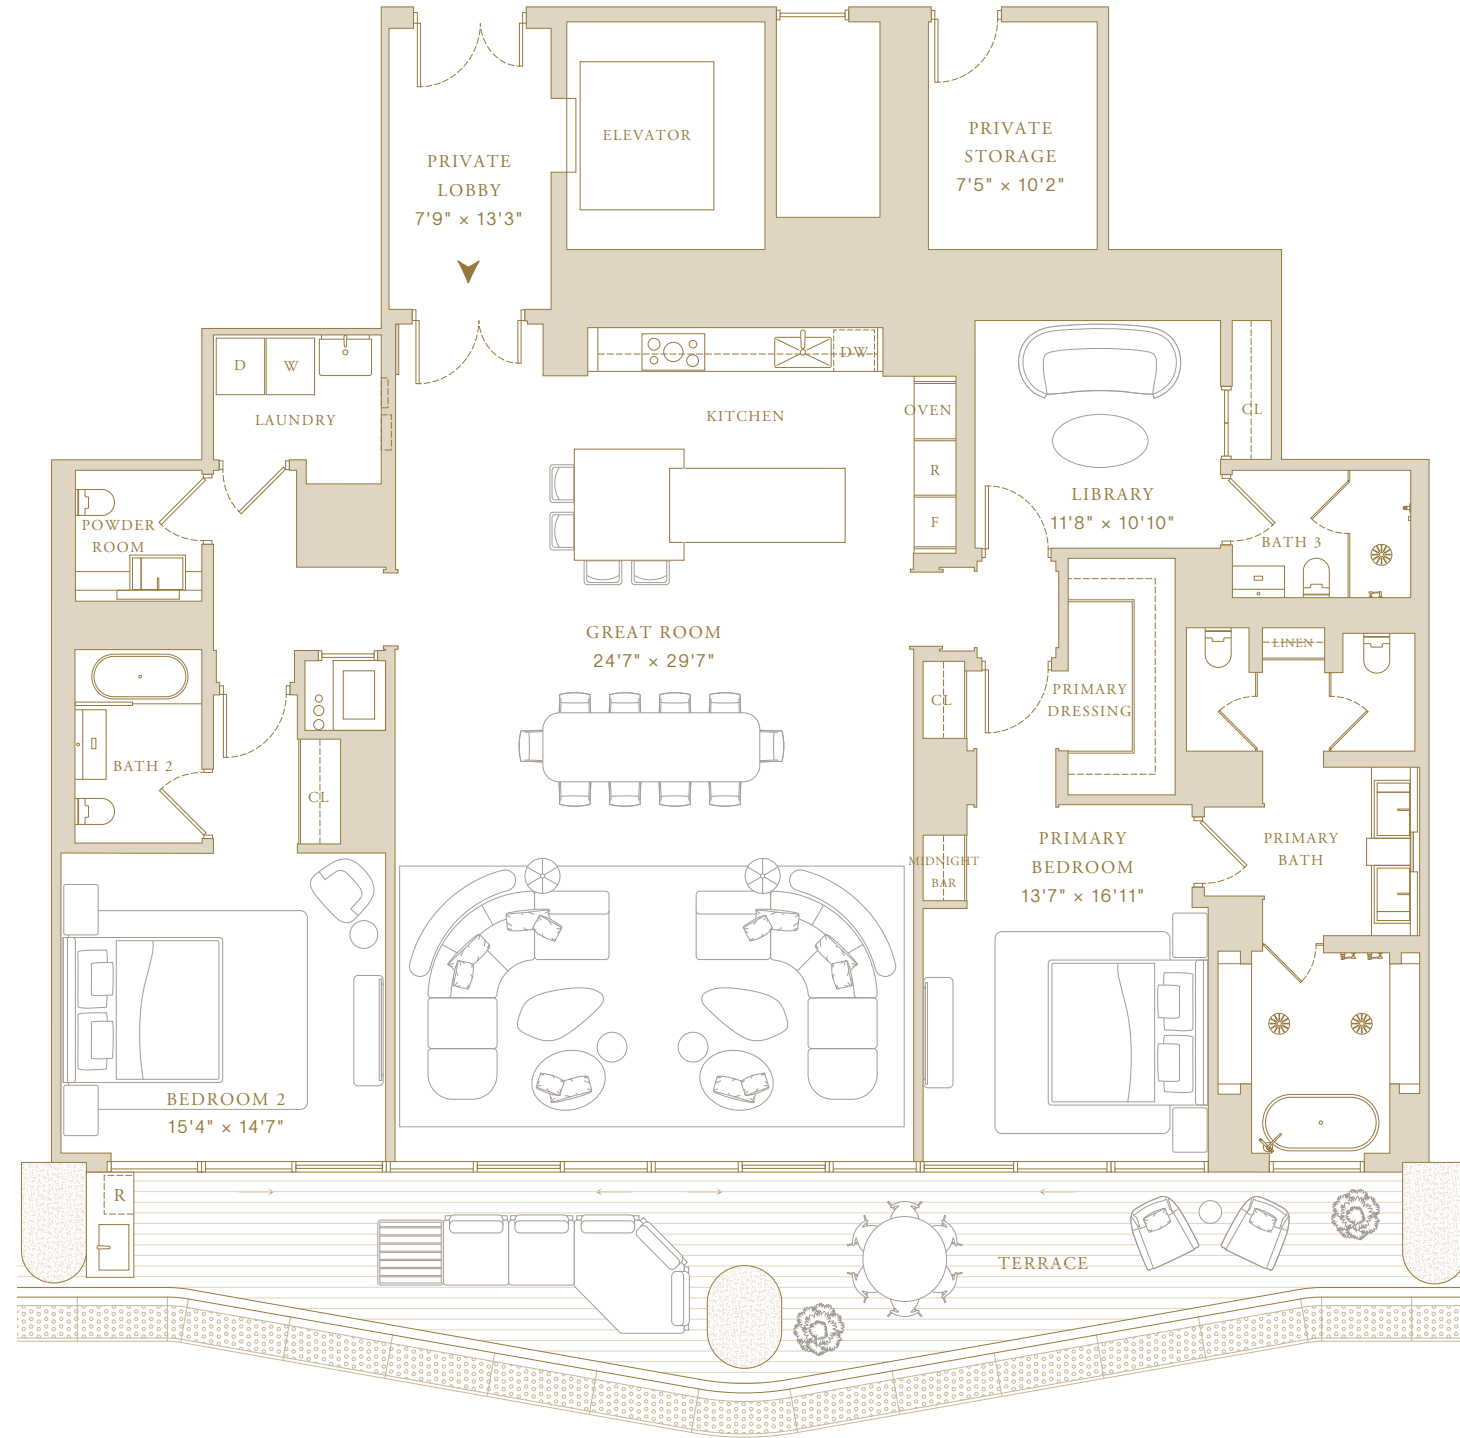 ELEVATOR
PRIVATE
STORAGE
7'5" × 10'2"
PRIVATE
LOBBY
7'9" × 13'3"
D
W
LAUNDRY
DW
KITCHEN
OVEN
R
F
CL
LIBRARY
11'8" × 10'10"
BATH 3
POWDER
ROOM
GREAT ROOM
24'7" × 29'7"
LINEN
CL
PRIMARY
DRESSING
BATH 2
CL
MIDNIGHT
BAR
PRIMARY
BEDROOM
13'7" × 16'11"
PRIMARY
BATH
BEDROOM 2
15'4" × 14'7"
R
TERRACE